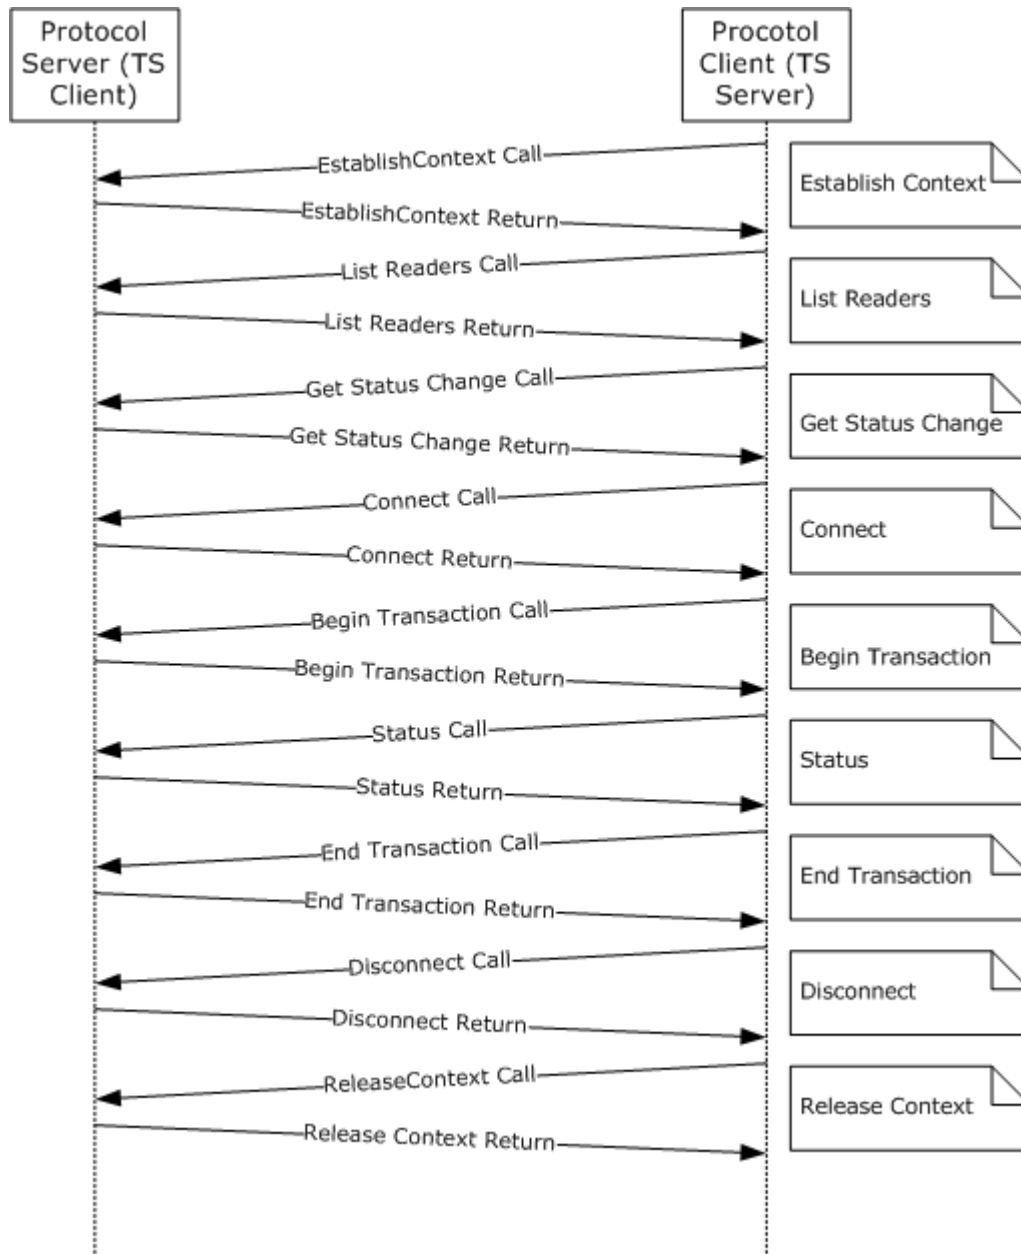 Protocol
Server (TS
Client)
Procotol
Client (TS
Server)
EstablishContext Call
Establish Context
EstablishContext Return
List Readers Call
List Readers
List Readers Return
Get Status Change Call
Get Status Change
Get Status Change Return
Connect Call
Connect
Connect Return
Begin Transaction Call
Begin Transaction
Begin Transaction Return
Status Call
Status
Status Return
End Transaction Call
End Transaction
End Transaction Return
Disconnect Call
Disconnect
Disconnect Return
ReleaseContext Call
Release Context
Release Context Return